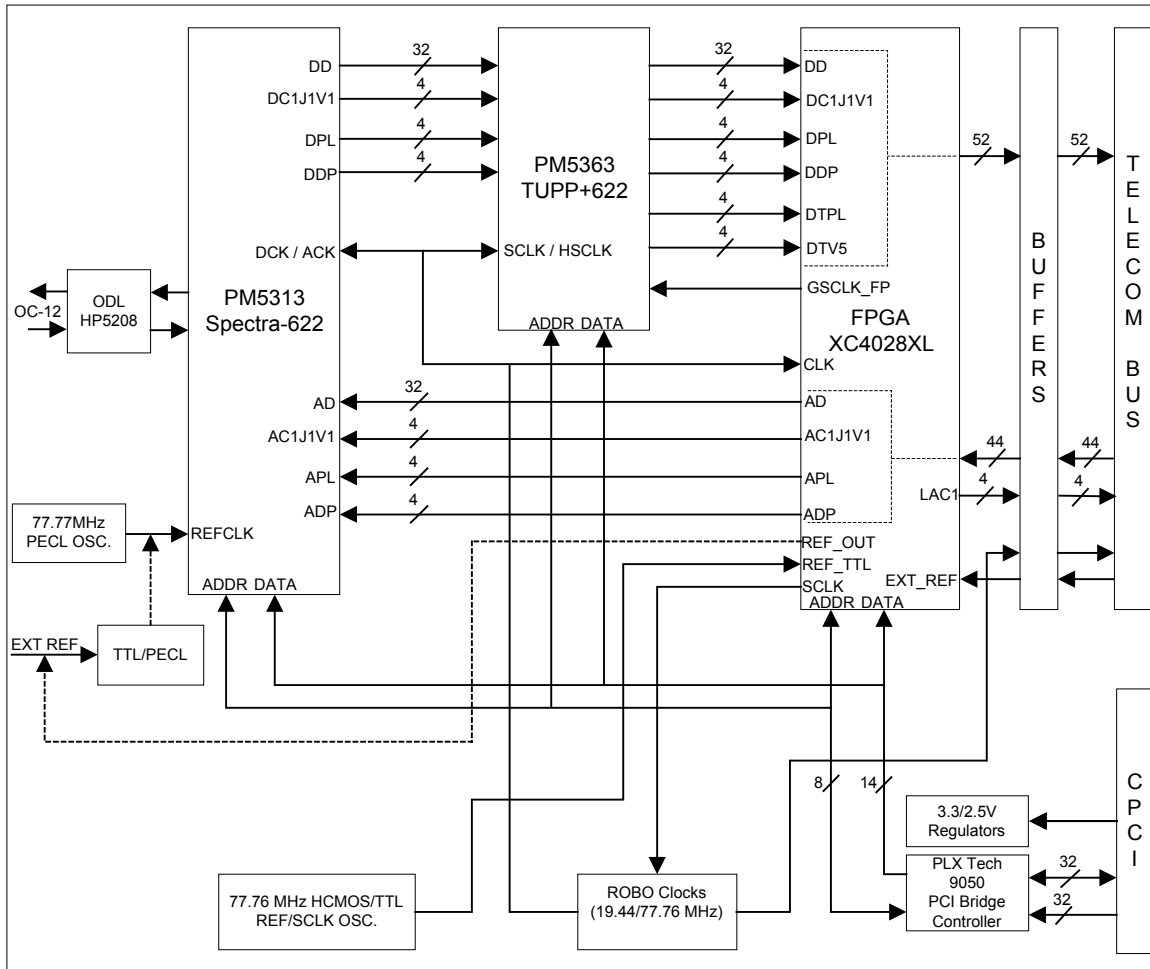 DD
DC1J1V1
DPL
DDP
DCK / ACK
PM5313
Spectra-622
AD
AC1J1V1
APL
ADP
REFCLK
ADDR DATA
32
4
4
4
PM5363
TUPP+622
SCLK / HSCLK
ADDR DATA
32
4
4
4
4
4
DD
DC1J1V1
DPL
DDP
DTPL
DTV5
GSCLK_FP
FPGA
XC4028XL
CLK
AD
AC1J1V1
APL
LAC1
ADP
REF_OUT
REF_TTL
EXT_REF
SCLK
ADDR DATA
32
4
4
4
52
52
44
44
4
4
BUFFERS
TELECOM BUS
OC-12
ODL
HP5208
77.77MHz
PECL OSC.
EXT REF
TTL/PECL
8
14
77.76 MHz HCMOS/TTL
REF/SCLK OSC.
ROBO Clocks
(19.44/77.76 MHz)
3.3/2.5V
Regulators
PLX Tech
9050
PCI Bridge
Controller
32
32
CPCI